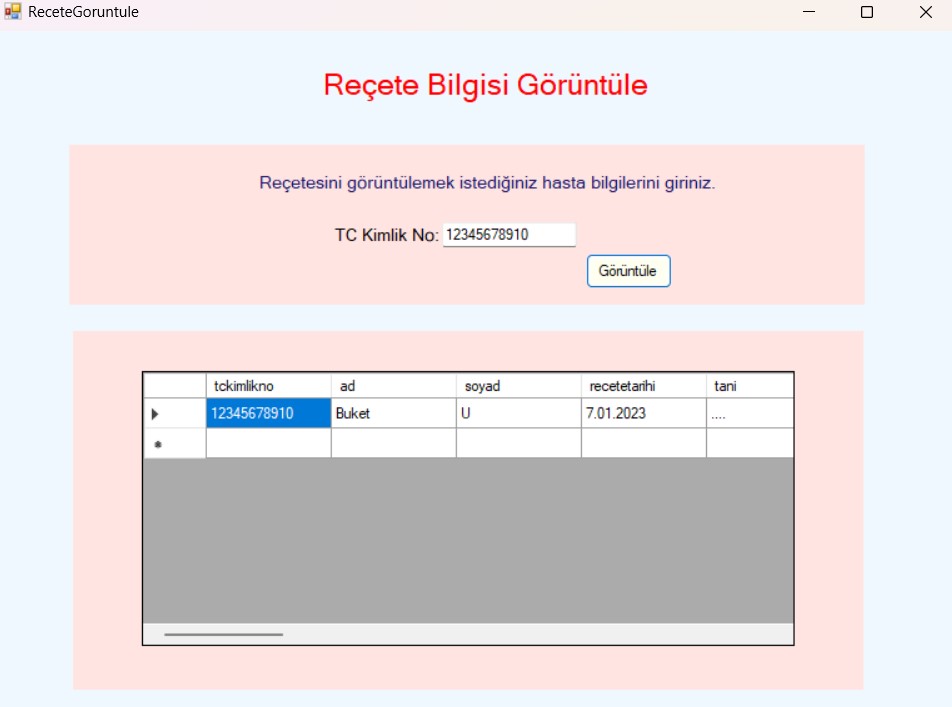 ReceteGoruntule
Reçete Bilgisi Görüntüle
Reçetesini görüntülemek istediğiniz hasta bilgilerini giriniz.
TC Kimlik No: 12345678910
Görüntüle
tckimlikno ad soyad recetetarihi tani
12345678910 Buket U 7.01.2023 ....